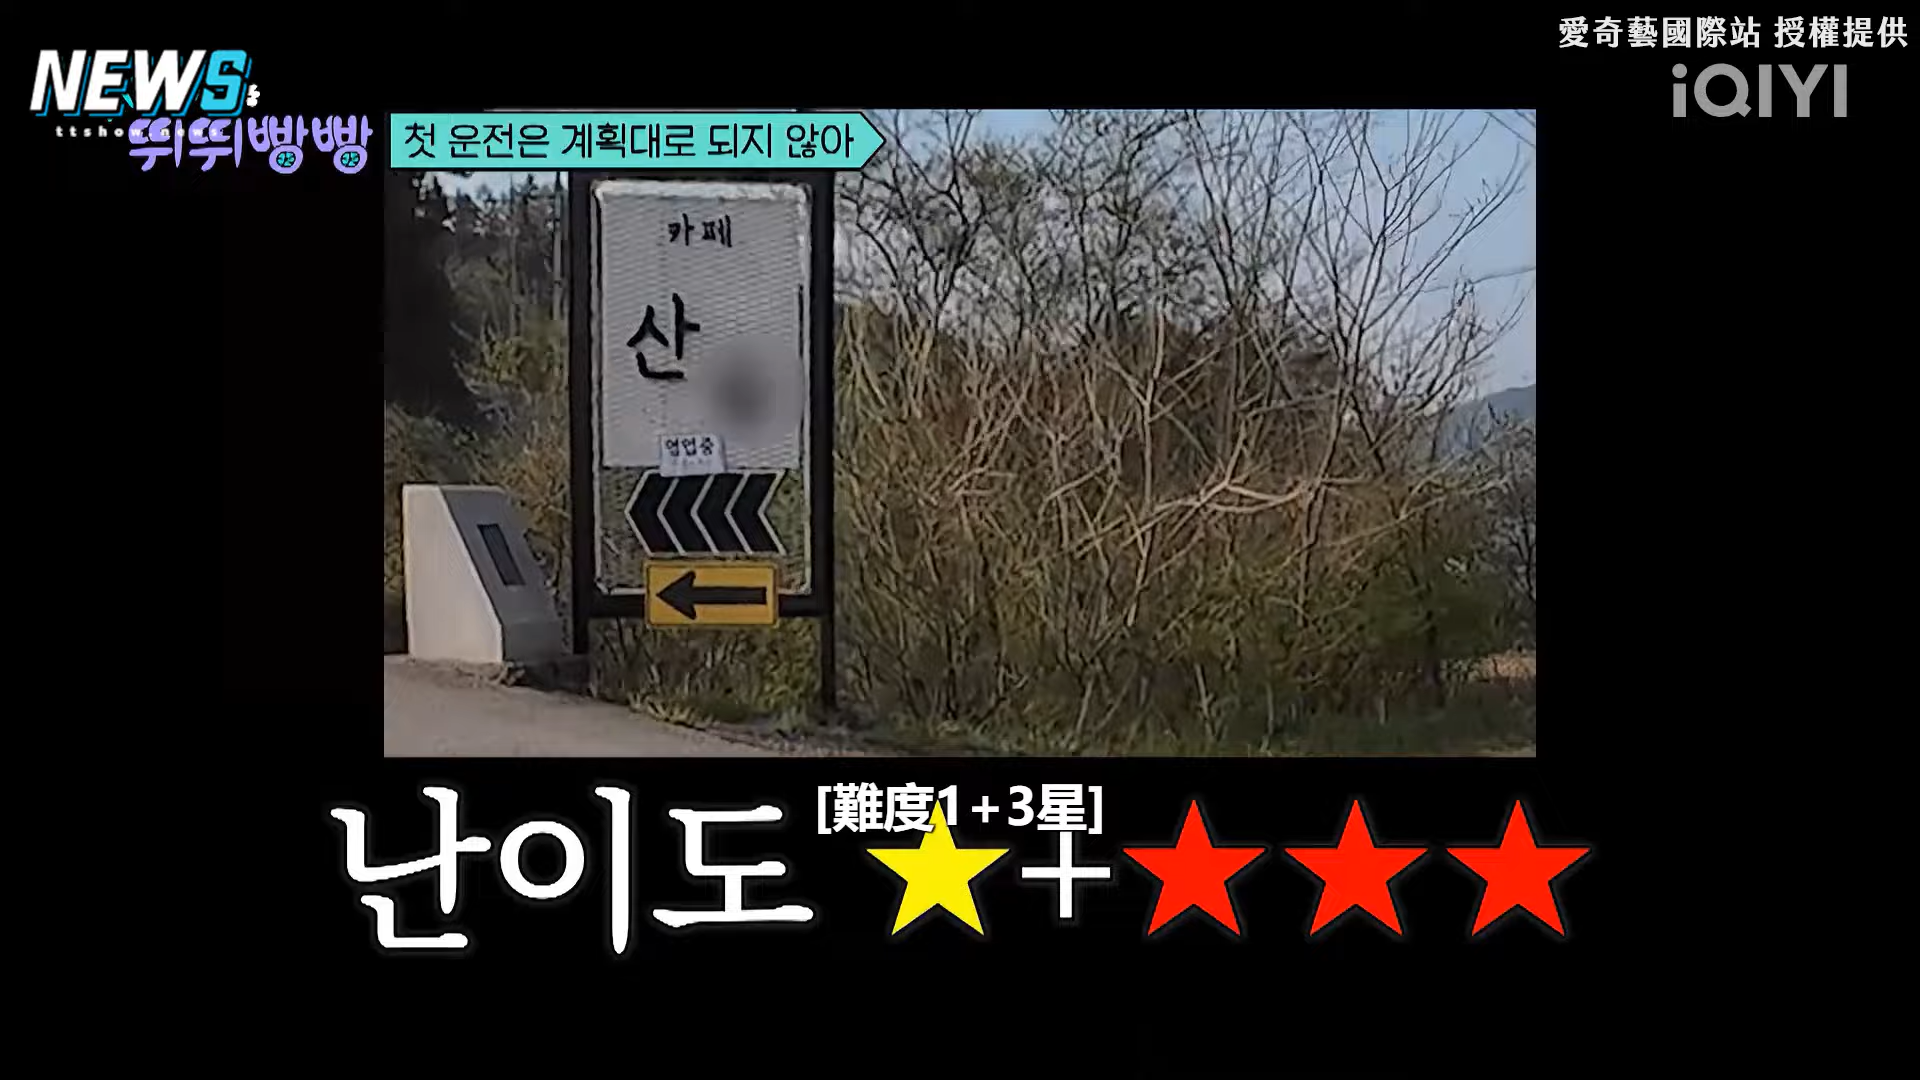 愛奇藝國際站 授權提供
iQIYI
NEWS
ttshow.news
뛰뛰빵빵
첫 운전은 계획대로 되지 않아
카페
산
영업중
[難度1+3星]
난이도 ★+★★★